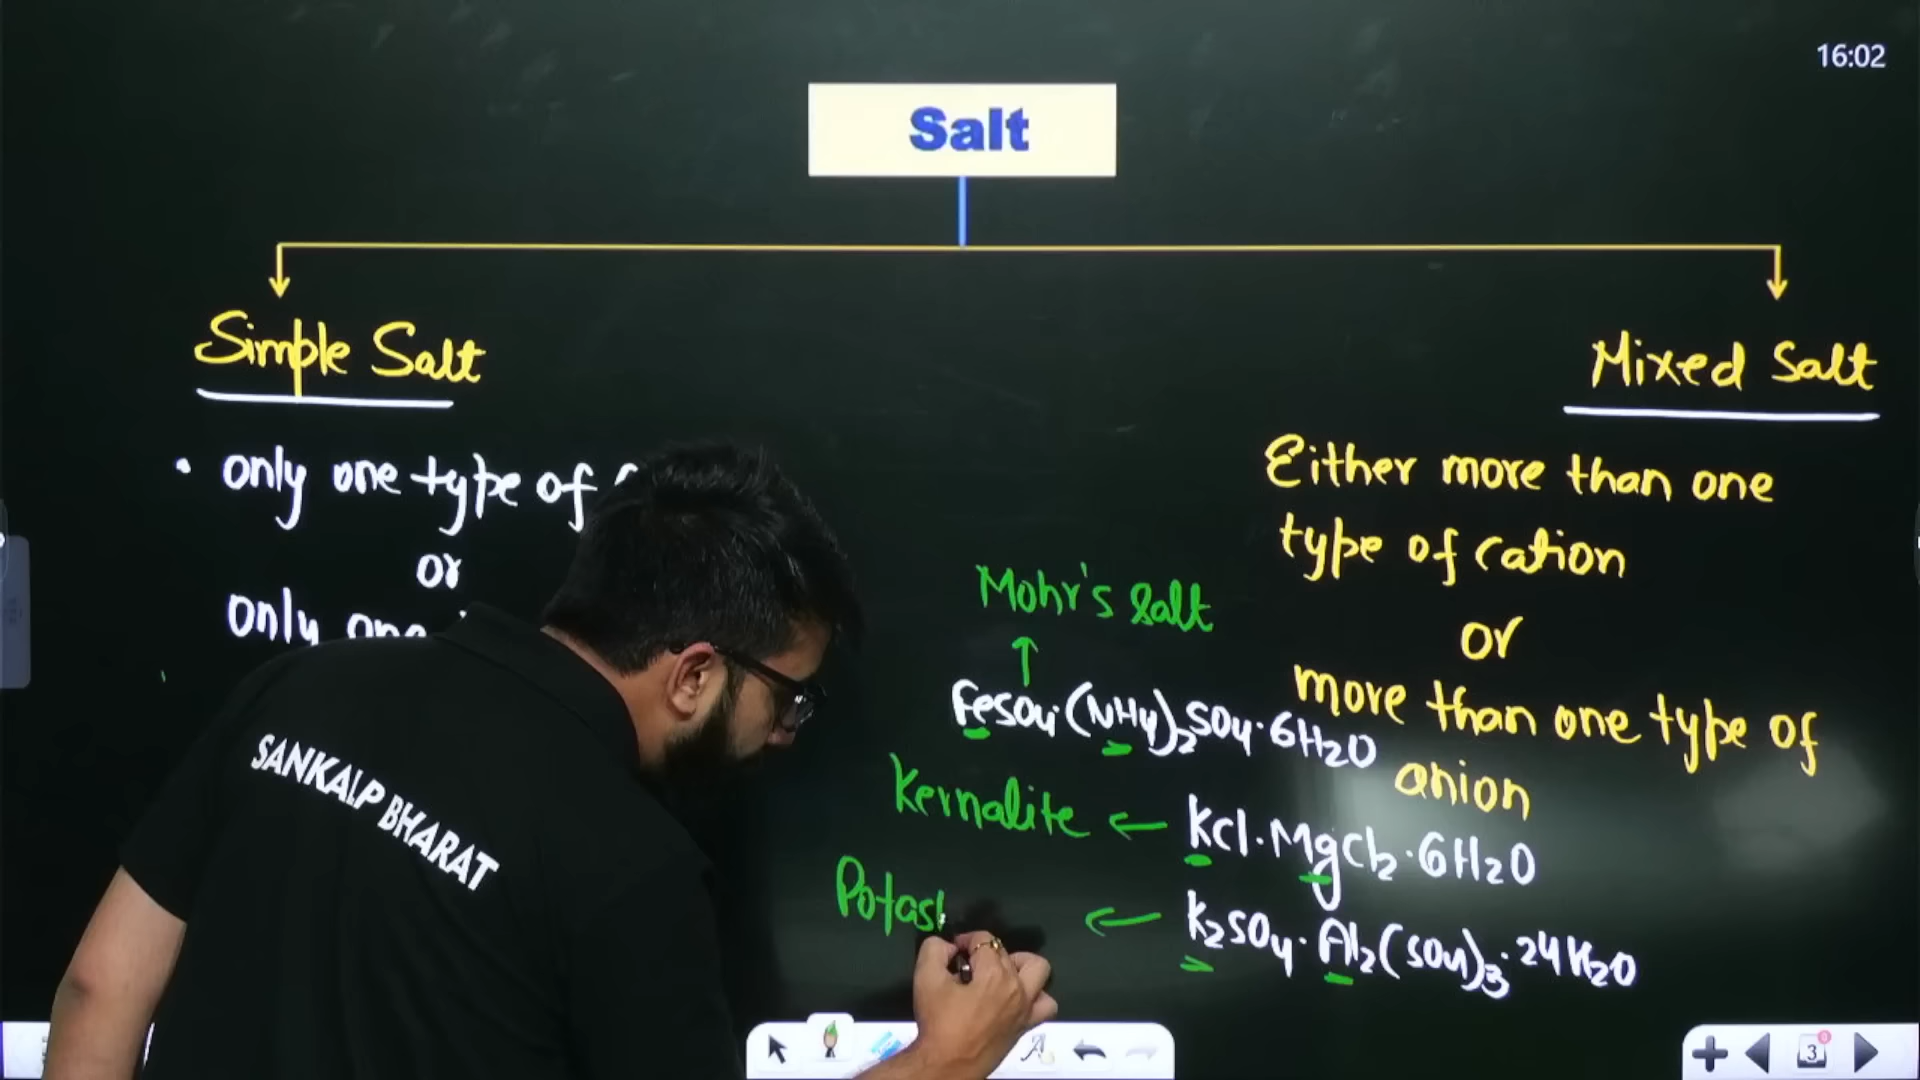 16:02
Salt
Simple Salt
Mixed Salt
• only one type of
or
only one
Either more than one
type of cation
or
more than one type of
anion
Mohr's Salt
↑
FeSO4·(NH4)2SO4·6H2O
Kernalite ← KCl·MgCl2·6H2O
Potash ← K2SO4·Al2(SO4)3·24H2O
SANKALP BHARAT
3